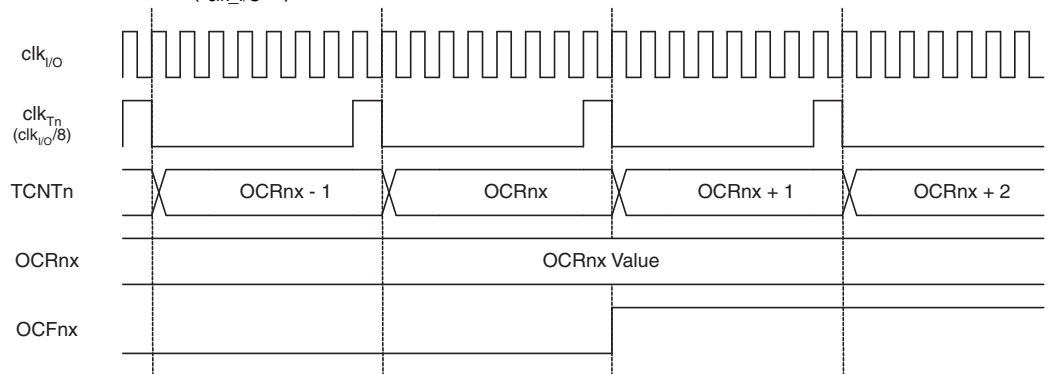 clkI/O
clkTn
(clkI/O/8)
TCNTn OCRnx - 1 OCRnx OCRnx + 1 OCRnx + 2
OCRnx OCRnx Value
OCFnx